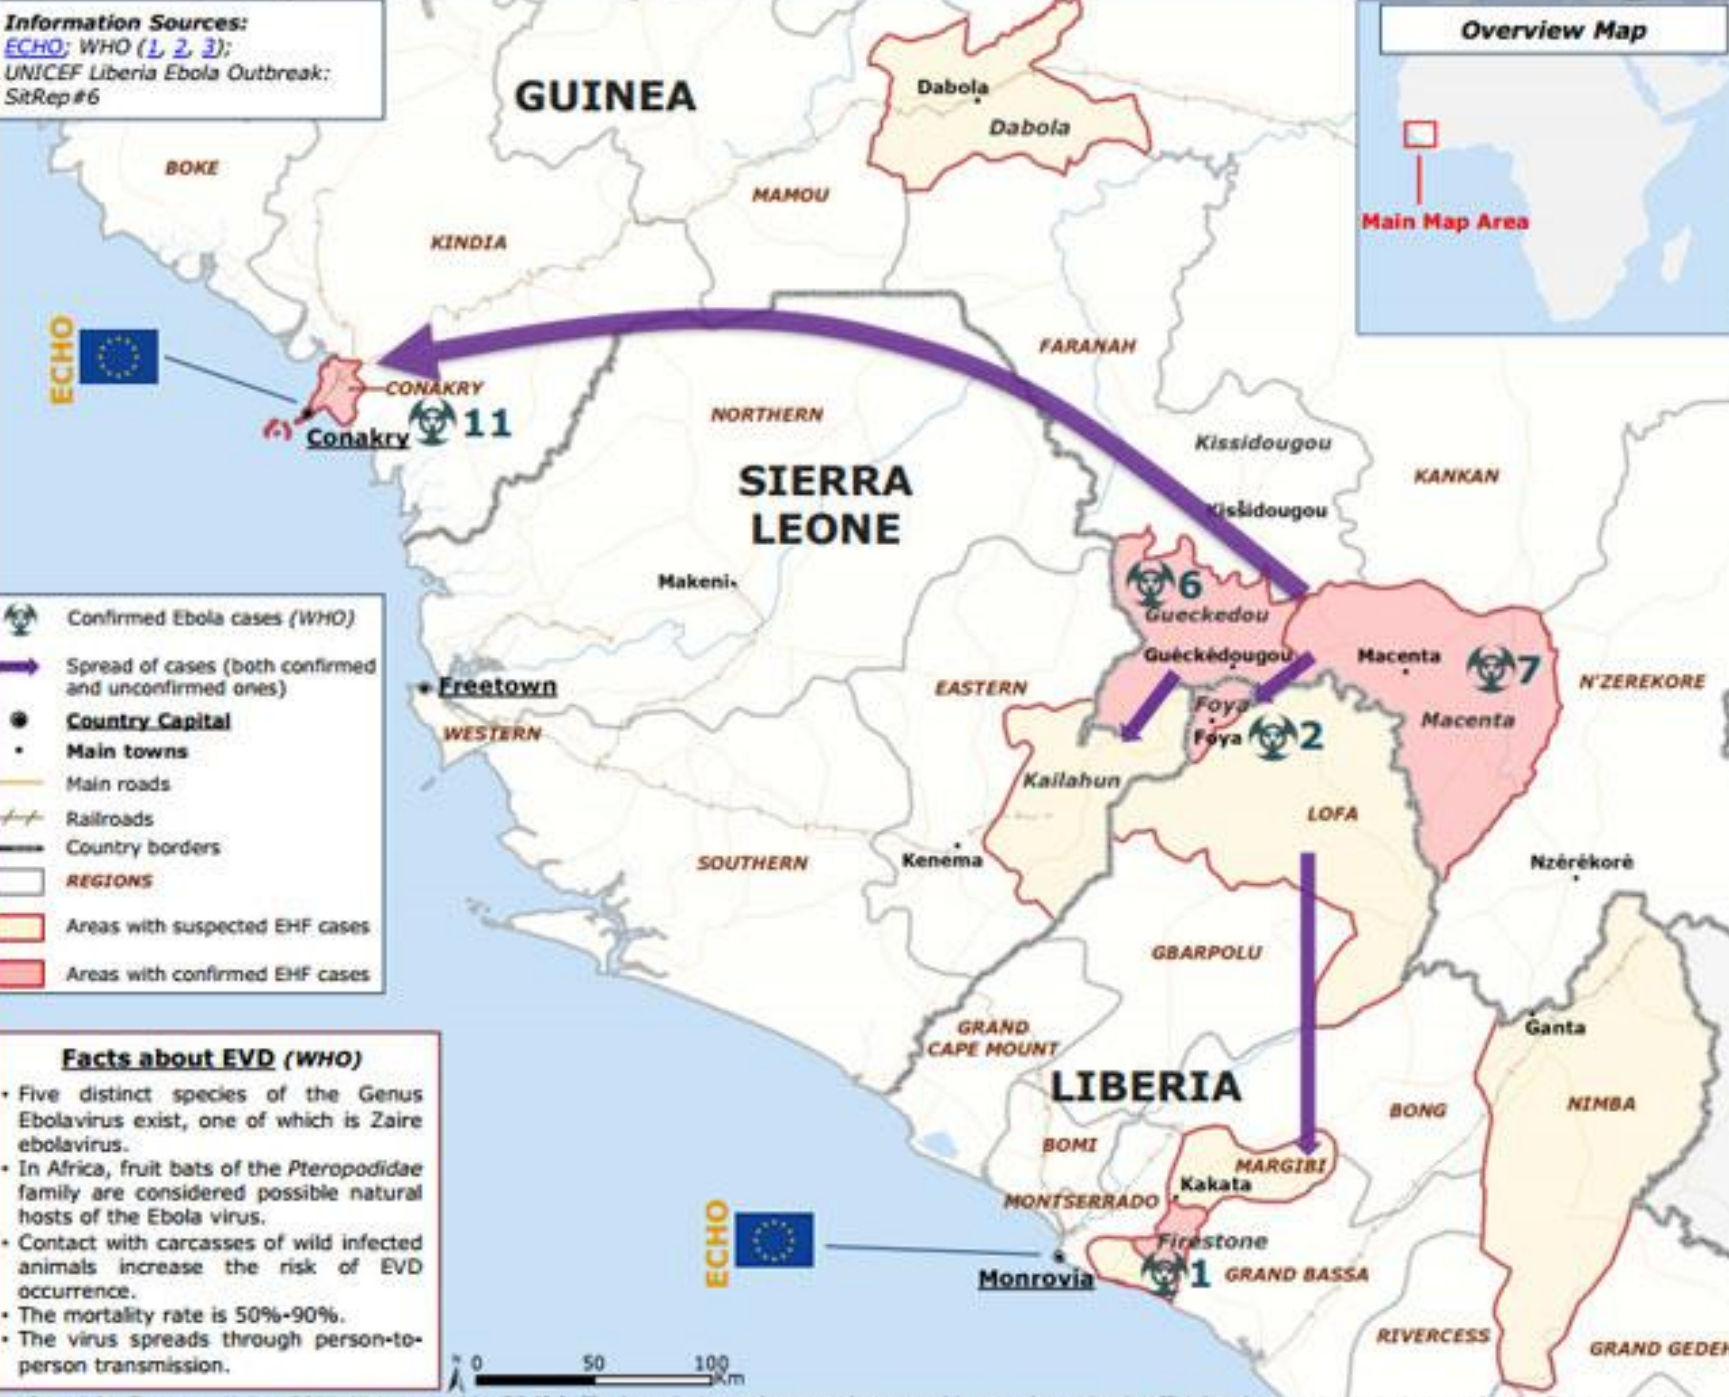 Information Sources:
ECHO; WHO (1, 2, 3);
UNICEF Liberia Ebola Outbreak:
SitRep#6
Overview Map
Main Map Area
GUINEA
Dabola
Dabola
BOKE
MAMOU
KINDIA
FARANAH
ECHO
CONAKRY
Conakry
11
NORTHERN
Kissidougou
Kissidougou
KANKAN
SIERRA
LEONE
Makeni
6
Gueckedou
Guéckédougou
Macenta
7
Macenta
N'ZEREKORE
Freetown
WESTERN
EASTERN
Foya
Foya
2
Kailahun
LOFA
SOUTHERN
Kenema
Nzérékoré
Confirmed Ebola cases (WHO)
Spread of cases (both confirmed
and unconfirmed ones)
Country Capital
Main towns
Main roads
Railroads
Country borders
REGIONS
Areas with suspected EHF cases
Areas with confirmed EHF cases
GBARPOLU
GRAND
CAPE MOUNT
Ganta
LIBERIA
BONG
NIMBA
BOMI
MARGIBI
Kakata
MONTSERRADO
ECHO
Firestone
Monrovia
1
GRAND BASSA
RIVERCESS
GRAND GEDEH
Facts about EVD (WHO)
• Five distinct species of the Genus
Ebolavirus exist, one of which is Zaire
ebolavirus.
• In Africa, fruit bats of the Pteropodidae
family are considered possible natural
hosts of the Ebola virus.
• Contact with carcasses of wild infected
animals increase the risk of EVD
occurrence.
• The mortality rate is 50%-90%.
• The virus spreads through person-to-
person transmission.
N
0 50 100
Km